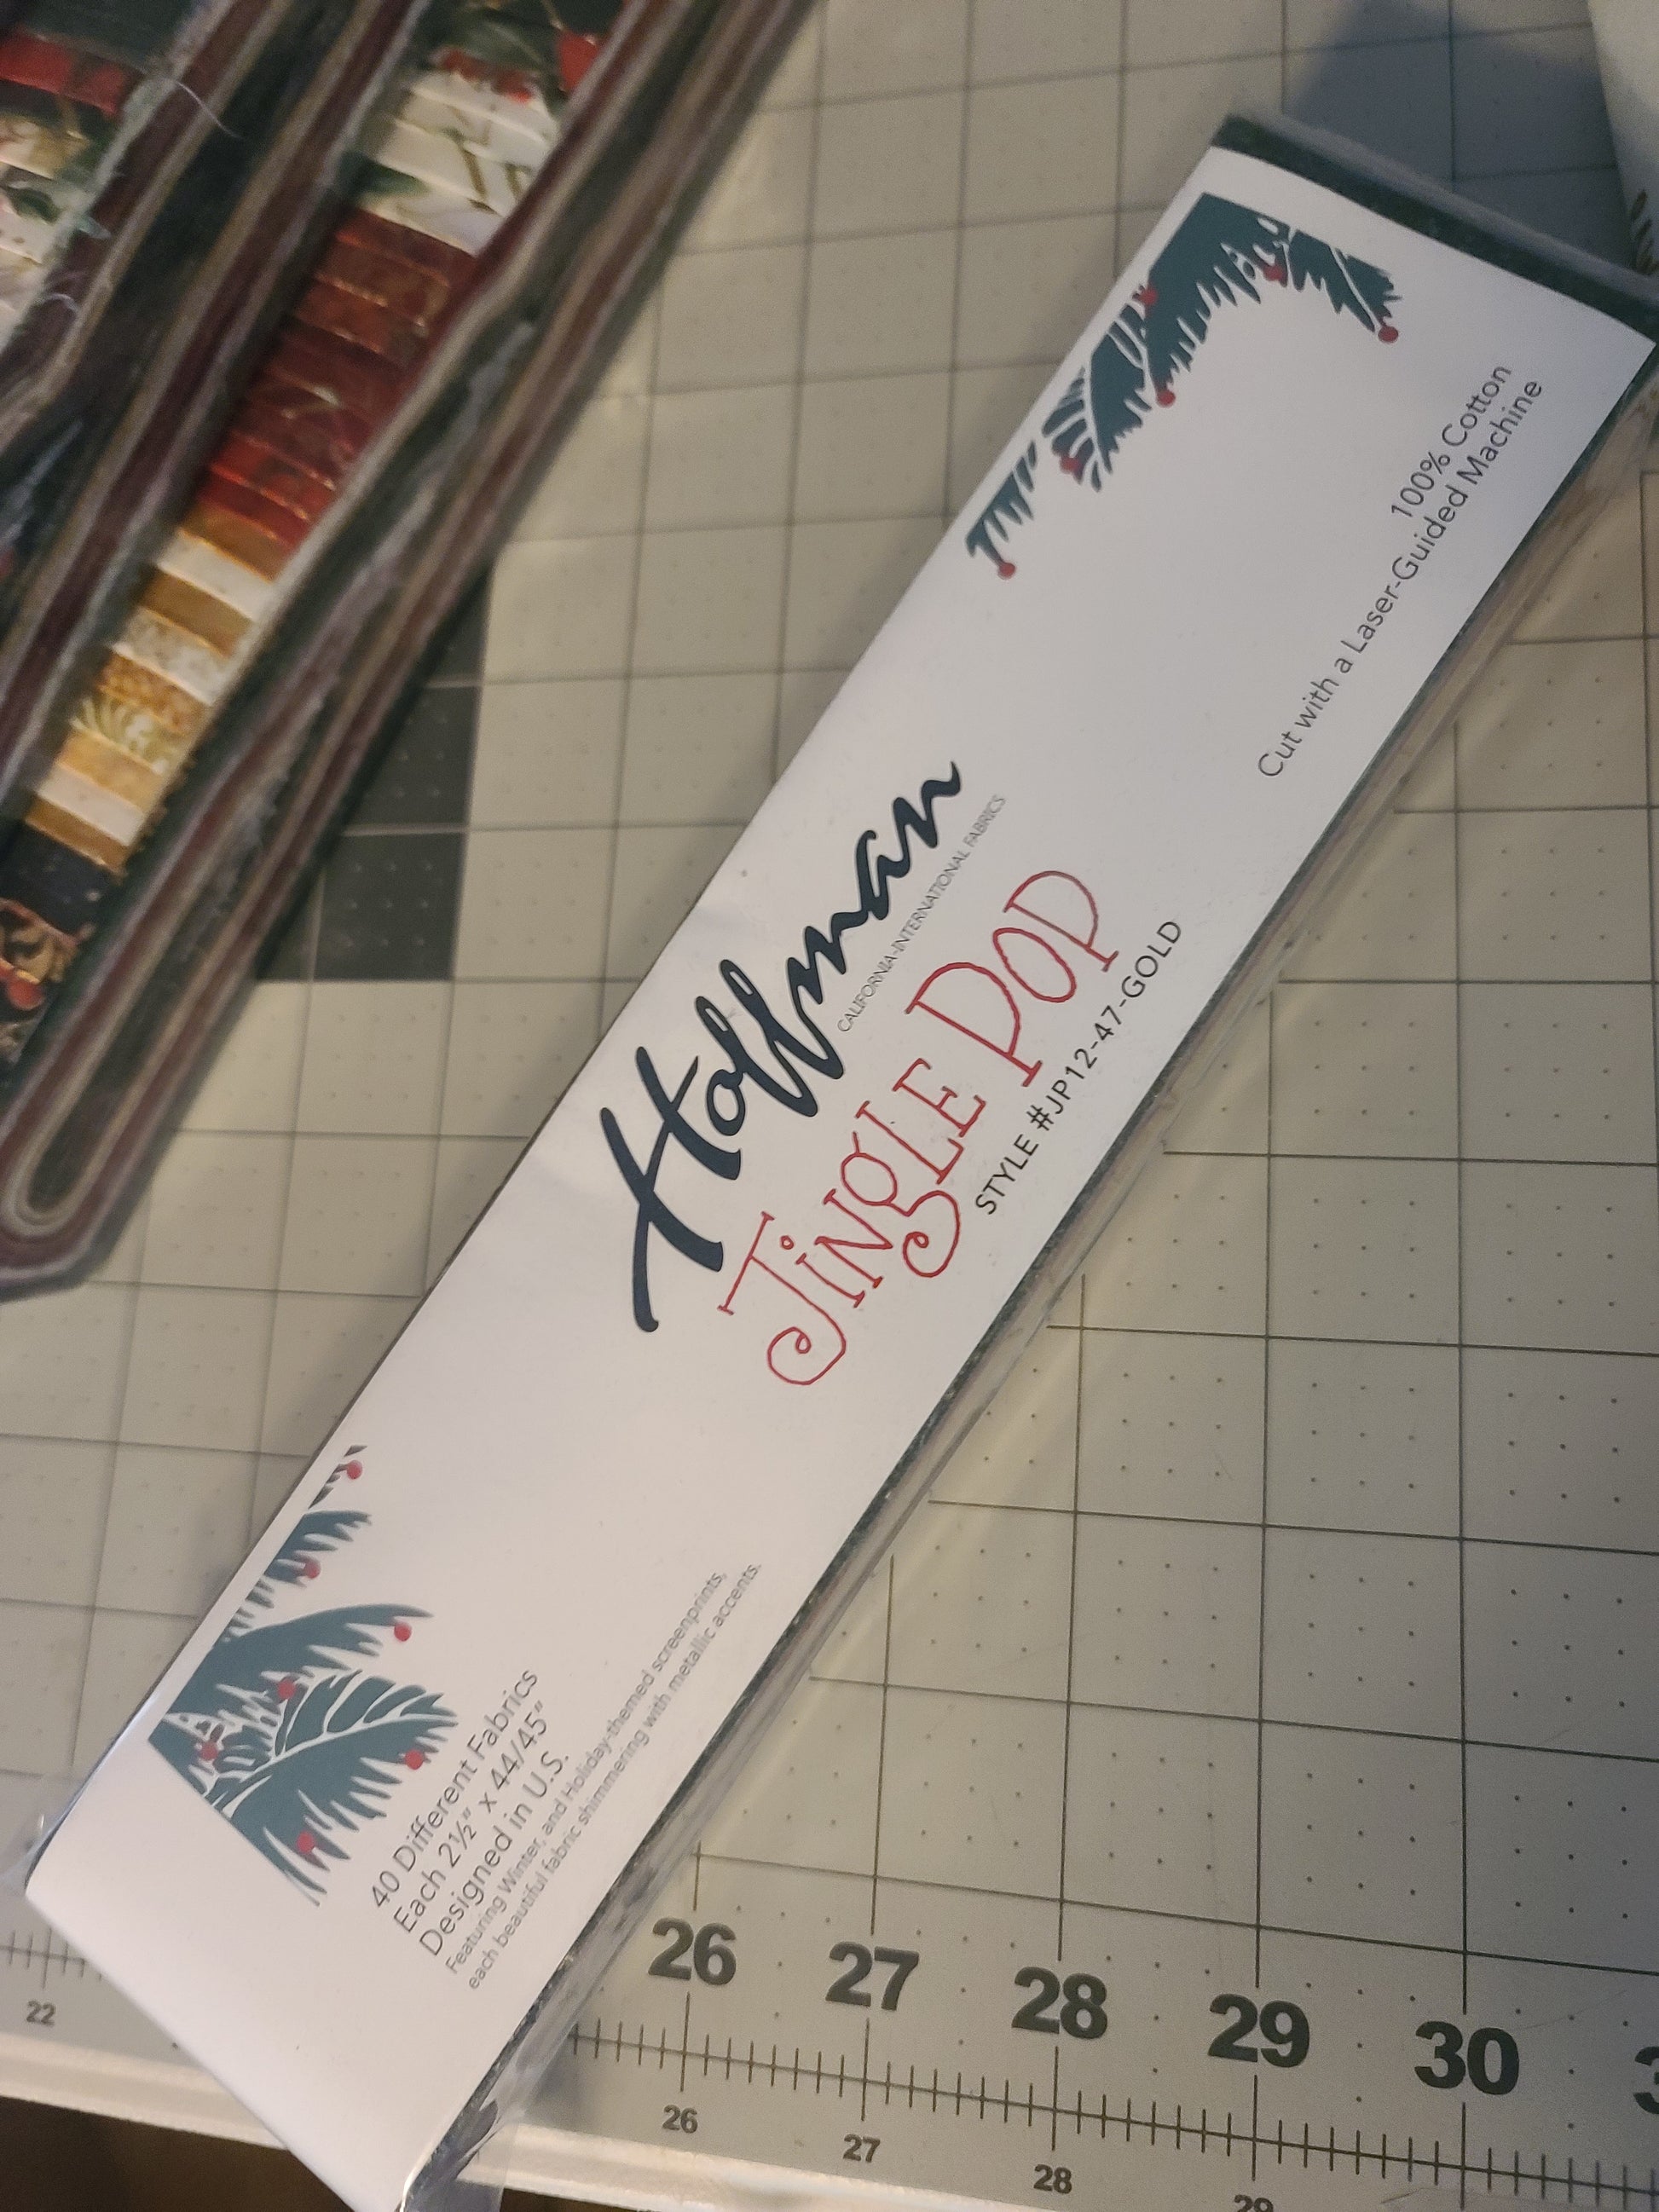 Hoffman
CALIFORNIA-INTERNATIONAL FABRICS
JiNgLE POP
STYLE #JP12-47-GOLD
40 Different Fabrics
Each 2½" x 44/45"
Designed in U.S.
Featuring Winter, and Holiday-themed screenprints,
each beautiful fabric shimmering with metallic accents.
100% Cotton
Cut with a Laser-Guided Machine
26 27 28 29 30
22 26 27 28 29